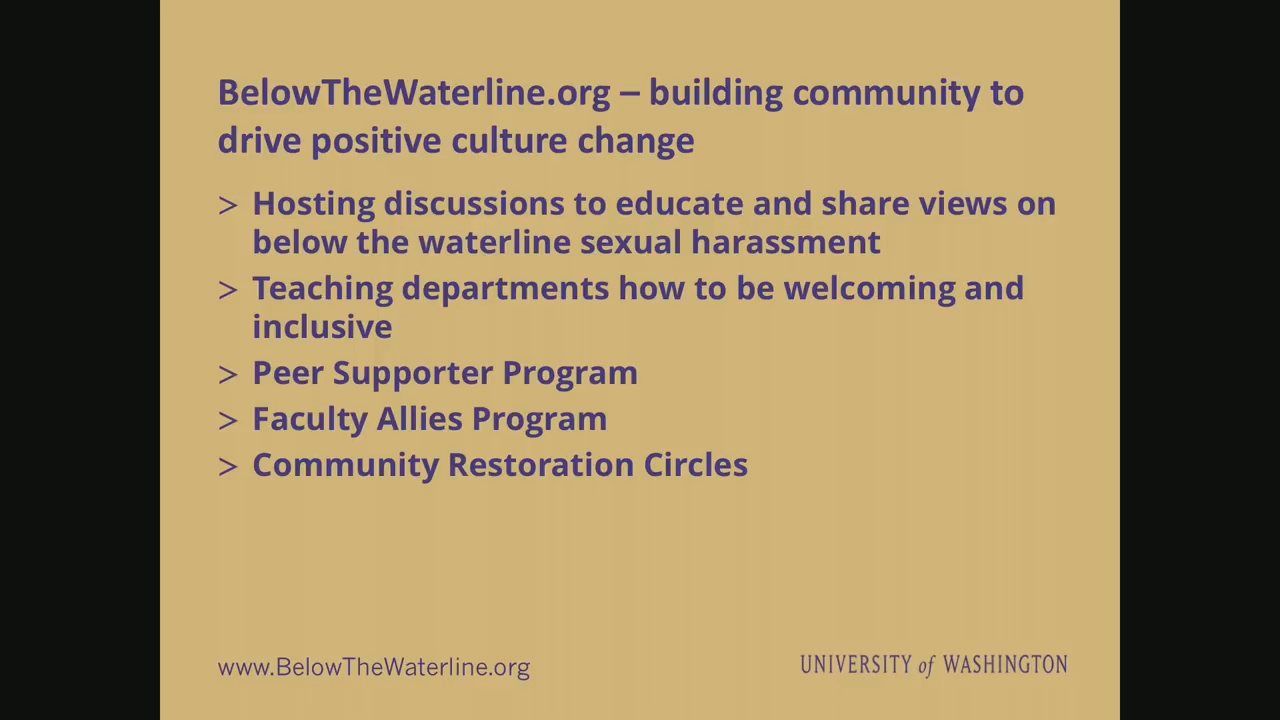 BelowTheWaterline.org – building community to
drive positive culture change
> Hosting discussions to educate and share views on
below the waterline sexual harassment
> Teaching departments how to be welcoming and
inclusive
> Peer Supporter Program
> Faculty Allies Program
> Community Restoration Circles
www.BelowTheWaterline.org
UNIVERSITY of WASHINGTON